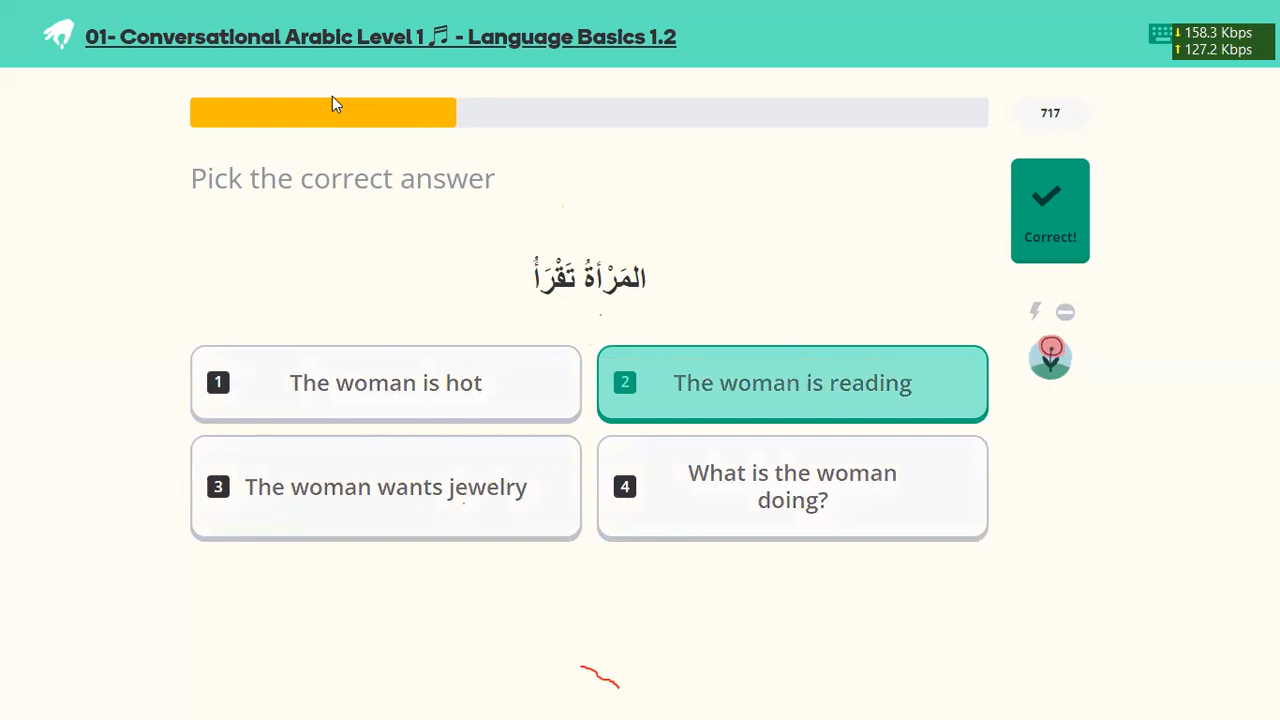 01- Conversational Arabic Level 1 🎵 - Language Basics 1.2
↓ 158.3 Kbps
↑ 127.2 Kbps
717
Pick the correct answer
Correct!
المَرْأةُ تَقْرَأُ
1 The woman is hot
2 The woman is reading
3 The woman wants jewelry
4 What is the woman
doing?